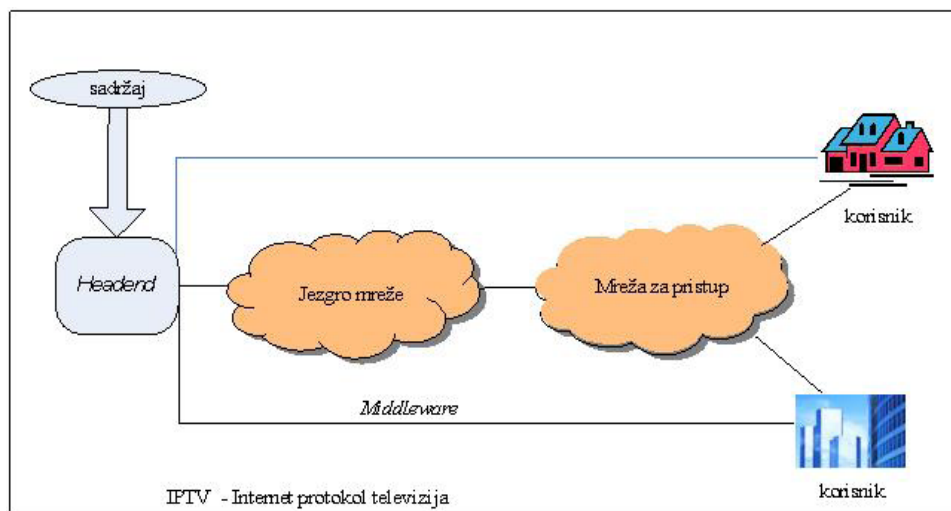 sadržaj
korisnik
Headend
Jezgro mreže
Mreža za pristup
Middleware
korisnik
IPTV - Internet protokol televizija